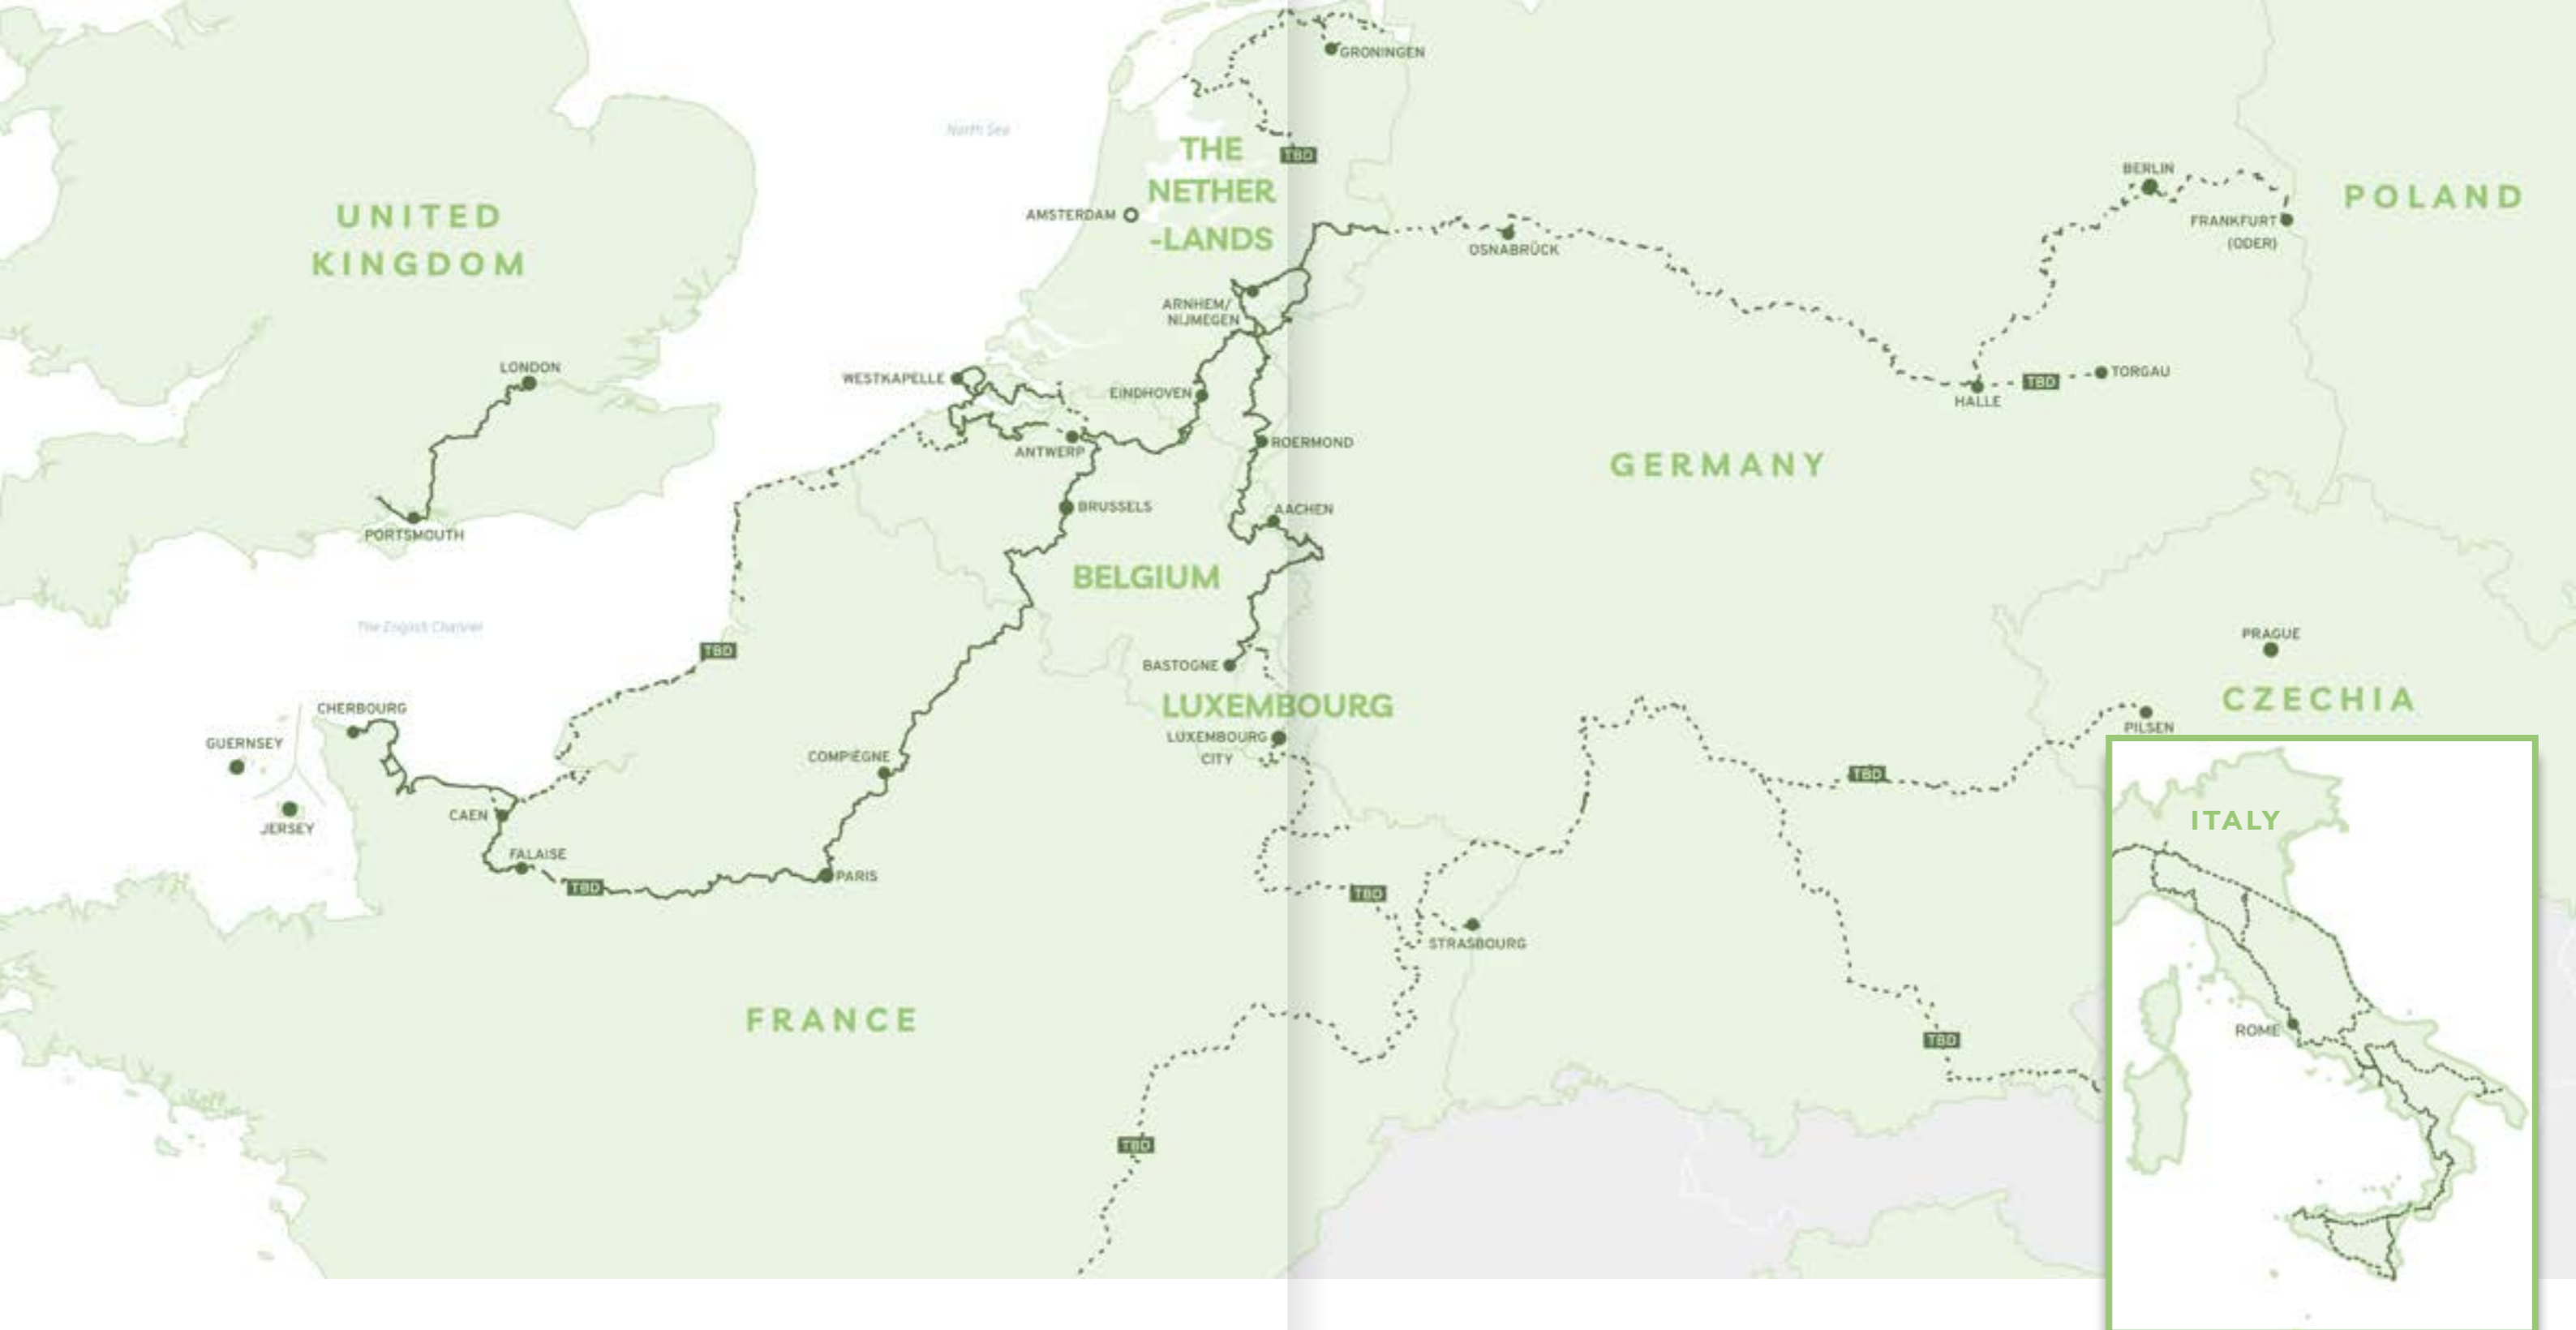 GRONINGEN
North Sea
THE
NETHER
-LANDS
TBD
AMSTERDAM
UNITED
KINGDOM
BERLIN
POLAND
FRANKFURT
(ODER)
OSNABRÜCK
ARNHEM/
NIJMEGEN
LONDON
WESTKAPELLE
EINDHOVEN
TBD
TORGAU
HALLE
ANTWERP
ROERMOND
GERMANY
BRUSSELS
AACHEN
PORTSMOUTH
BELGIUM
The English Channel
PRAGUE
TBD
BASTOGNE
CZECHIA
LUXEMBOURG
CHERBOURG
PILSEN
GUERNSEY
LUXEMBOURG
CITY
COMPIÈGNE
TBD
CAEN
JERSEY
ITALY
FALAISE
TBD
PARIS
TBD
STRASBOURG
FRANCE
ROME
TBD
TBD